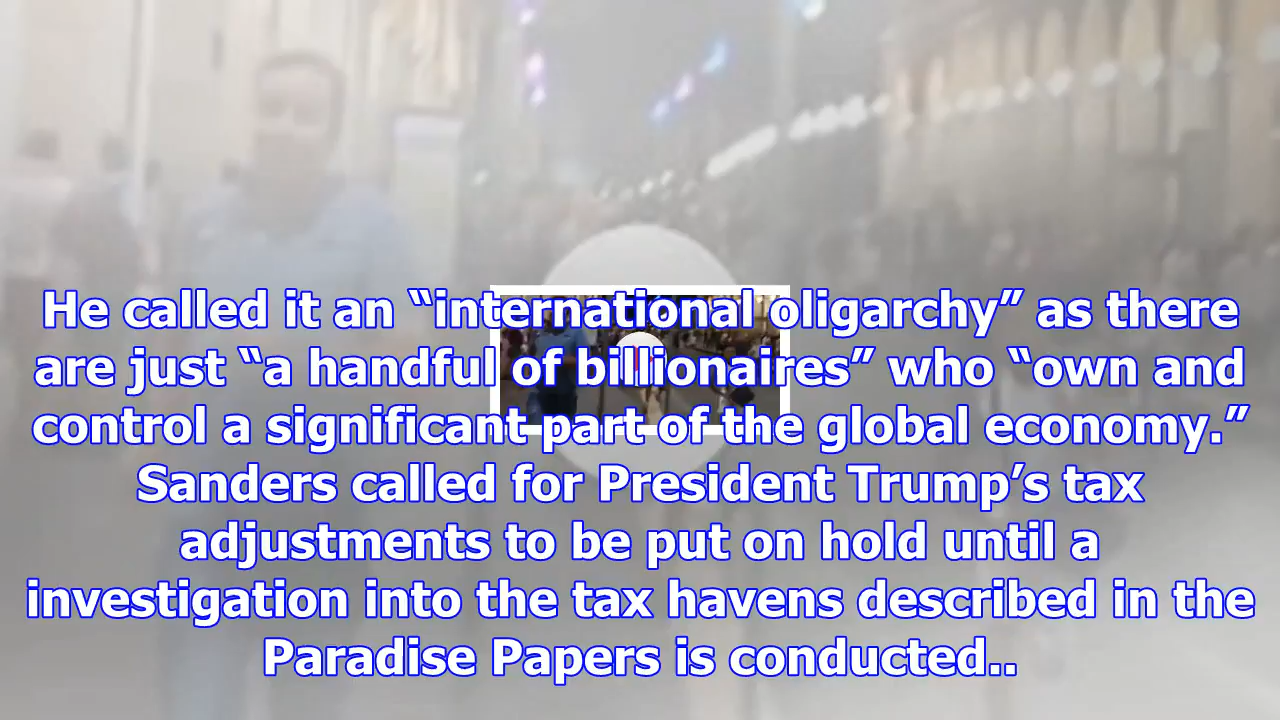 He called it an “international oligarchy” as there
are just “a handful of billionaires” who “own and
control a significant part of the global economy.”
Sanders called for President Trump’s tax
adjustments to be put on hold until a
investigation into the tax havens described in the
Paradise Papers is conducted..